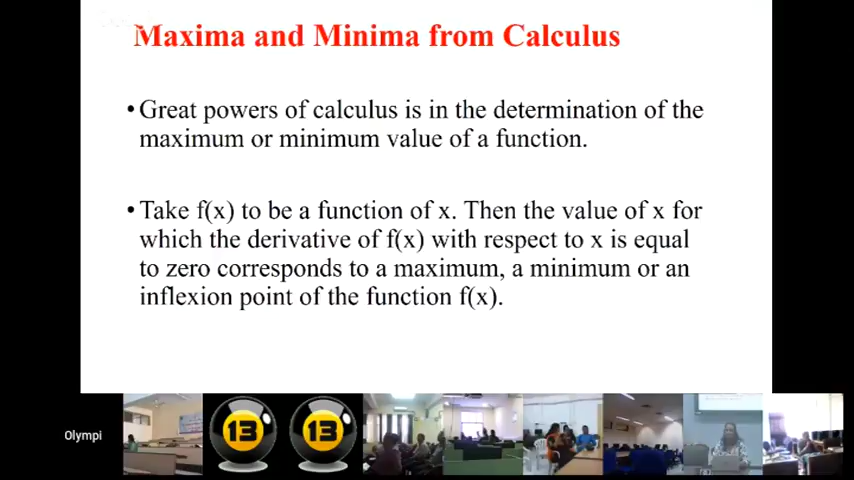 Maxima and Minima from Calculus
•Great powers of calculus is in the determination of the
maximum or minimum value of a function.
•Take f(x) to be a function of x. Then the value of x for
which the derivative of f(x) with respect to x is equal
to zero corresponds to a maximum, a minimum or an
inflexion point of the function f(x).
Olympi
13
13